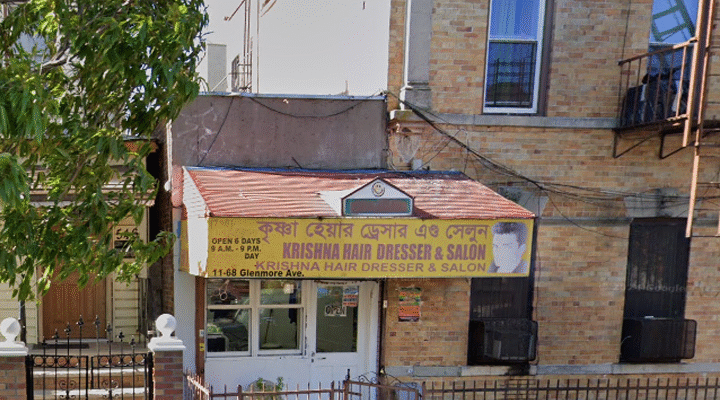 কৃষ্ণা হেয়ার ড্রেসার এণ্ড সেলুন
OPEN 6 DAYS
9 A.M. - 9 P.M.
DAY
KRISHNA HAIR DRESSER & SALON
KRISHNA HAIR DRESSER & SALON
11-68 Glenmore Ave.
OPEN